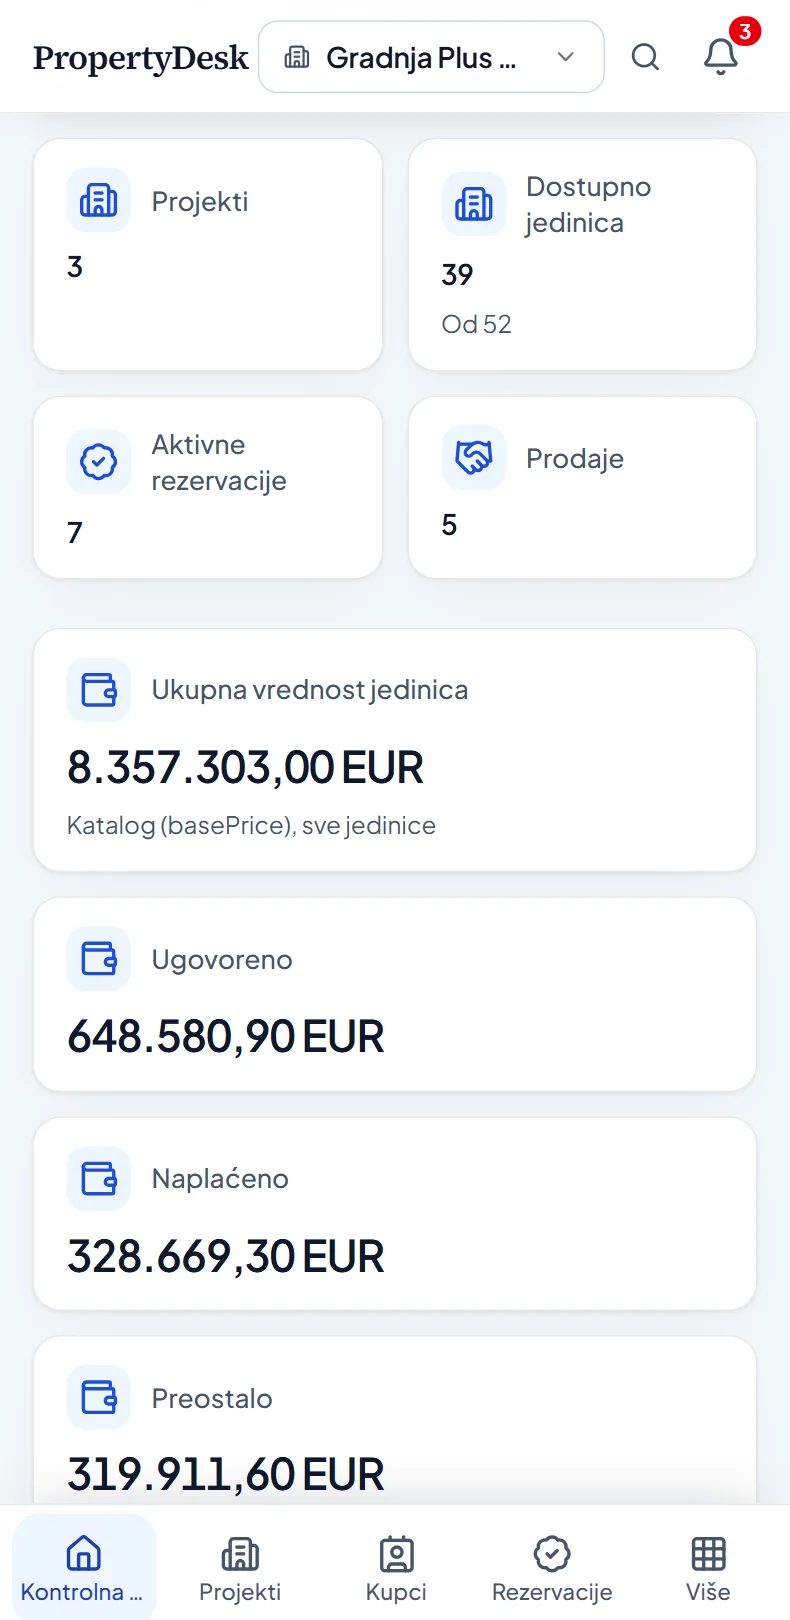 PropertyDesk
Gradnja Plus ...
3
Projekti
3
Dostupno
jedinica
39
Od 52
Aktivne
rezervacije
7
Prodaje
5
Ukupna vrednost jedinica
8.357.303,00 EUR
Katalog (basePrice), sve jedinice
Ugovoreno
648.580,90 EUR
Naplaćeno
328.669,30 EUR
Preostalo
319.911,60 EUR
Kontrolna ...
Projekti
Kupci
Rezervacije
Više